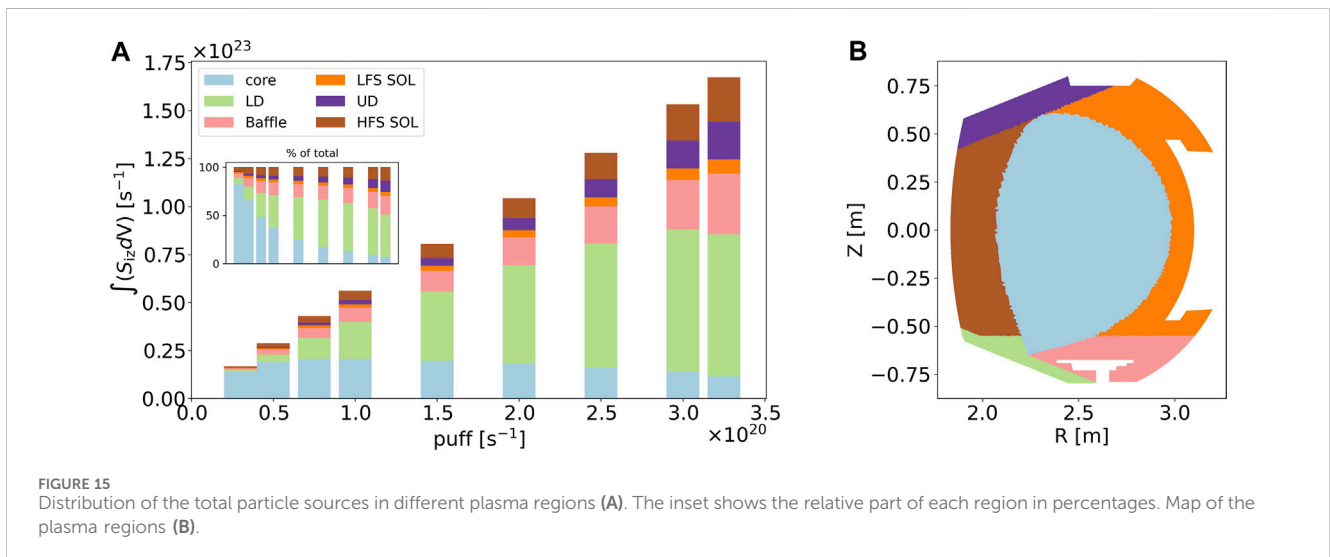 A
×10²³
1.75
1.50
1.25
1.00
0.75
0.50
0.25
0.00
∫(S_iz dV) [s⁻¹]
core
LD
Baffle
LFS SOL
UD
HFS SOL
% of total
100
50
0
0.0 0.5 1.0 1.5 2.0 2.5 3.0 3.5
puff [s⁻¹]
×10²⁰
B
0.75
0.50
0.25
0.00
−0.25
−0.50
−0.75
Z [m]
2.0 2.5 3.0
R [m]
FIGURE 15
Distribution of the total particle sources in different plasma regions (A). The inset shows the relative part of each region in percentages. Map of the
plasma regions (B).